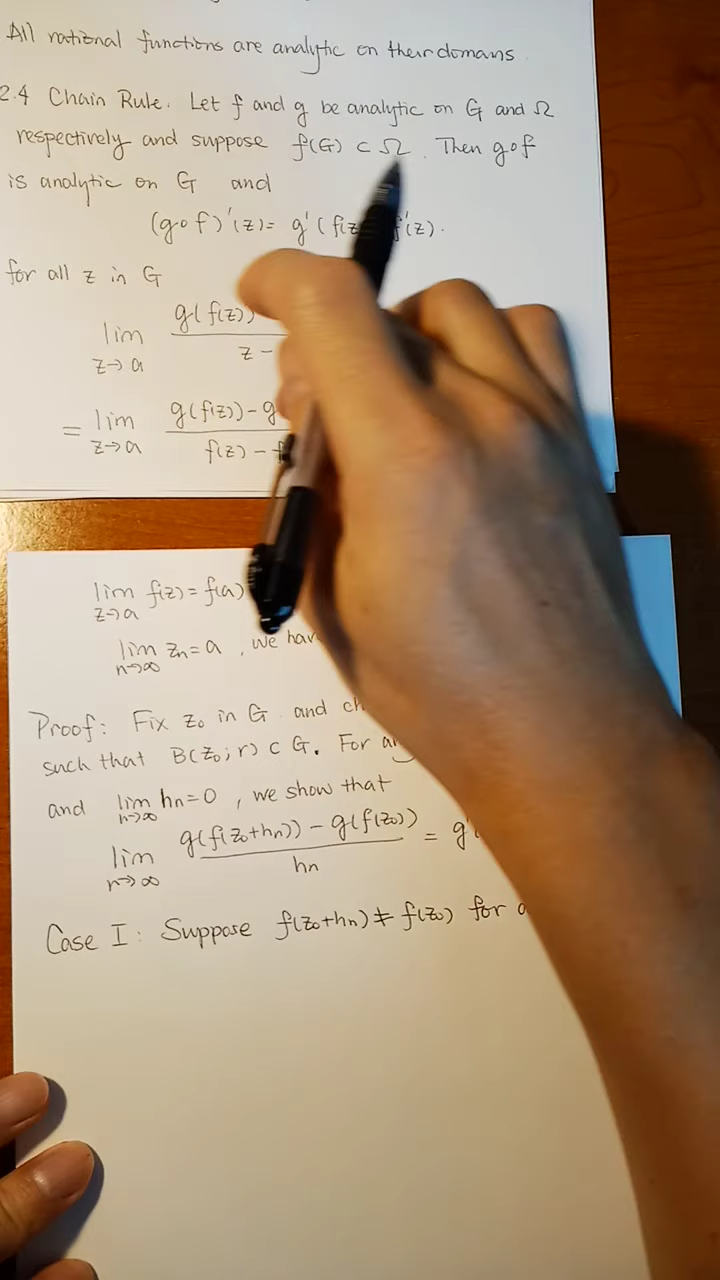 All rational functions are analytic on their domains.
2.4 Chain Rule. Let f and g be analytic on G and Ω
respectively and suppose f(G) ⊂ Ω. Then g∘f
is analytic on G and
(g∘f)'(z) = g'(f(z f'(z).
for all z in G
lim z→a g(f(z)) / z -
= lim z→a g(f(z)) - g / f(z) -
lim z→a f(z) = f(a)
lim n→∞ zn = a, we
Proof: Fix z0 in G and
such that B(z0; r) ⊂ G. For
and lim n→∞ hn = 0, we show that
lim n→∞ g(f(z0+hn)) - g(f(z0)) / hn = g'
Case I: Suppose f(z0+hn) ≠ f(z0) for